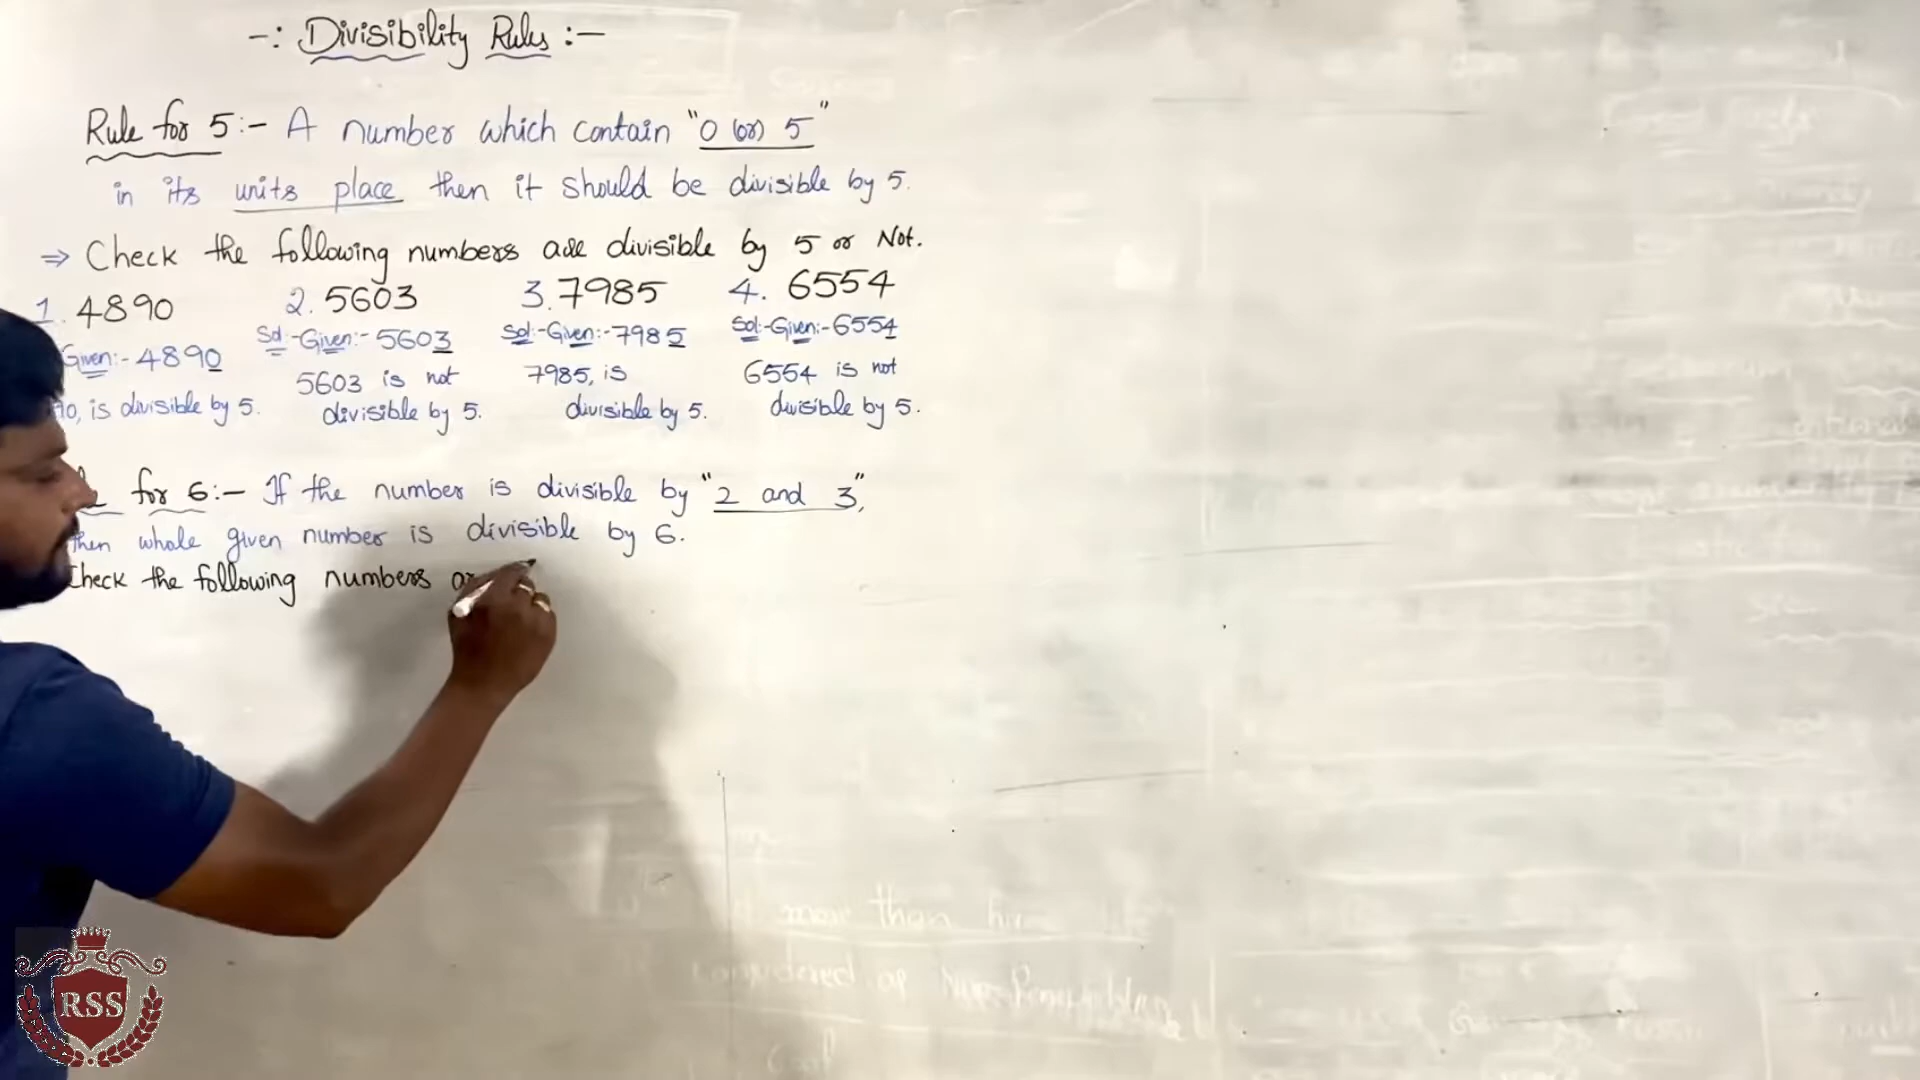 -: Divisibility Rules :-
Rule for 5:- A number which contain "0 (or) 5"
in its units place then it should be divisible by 5.
⇒ Check the following numbers are divisible by 5 or Not.
1. 4890 2. 5603 3. 7985 4. 6554
Given:- 4890 Sol:- Given:- 5603 Sol:- Given:- 7985 Sol:- Given:- 6554
90, is divisible by 5. 5603 is not divisible by 5. 7985, is divisible by 5. 6554 is not divisible by 5.
for 6:- If the number is divisible by "2 and 3",
then whole given number is divisible by 6.
Check the following numbers
more than
considered as
RSS